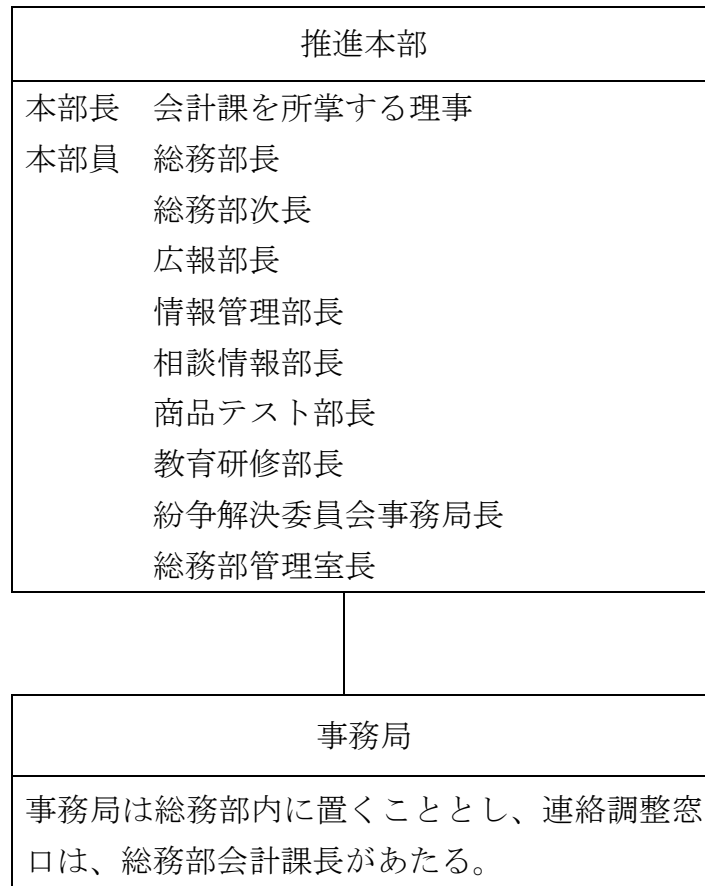 推進本部
本部長 会計課を所掌する理事
本部員 総務部長
総務部次長
広報部長
情報管理部長
相談情報部長
商品テスト部長
教育研修部長
紛争解決委員会事務局長
総務部管理室長
事務局
事務局は総務部内に置くこととし、連絡調整窓
口は、総務部会計課長があたる。